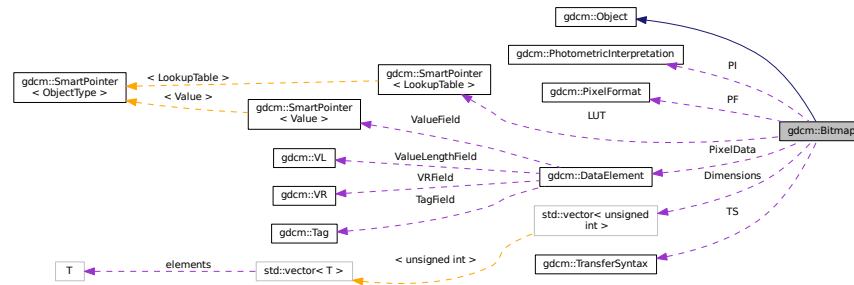 gdcm::Object
gdcm::PhotometricInterpretation
PI
gdcm::SmartPointer
< ObjectType >
< LookupTable >
< Value >
gdcm::SmartPointer
< LookupTable >
gdcm::PixelFormat
PF
gdcm::SmartPointer
< Value >
ValueField
LUT
gdcm::Bitmap
gdcm::VL
ValueLengthField
PixelData
gdcm::VR
VRField
gdcm::DataElement
Dimensions
TagField
gdcm::Tag
std::vector< unsigned
int >
TS
T
elements
std::vector< T >
< unsigned int >
gdcm::TransferSyntax